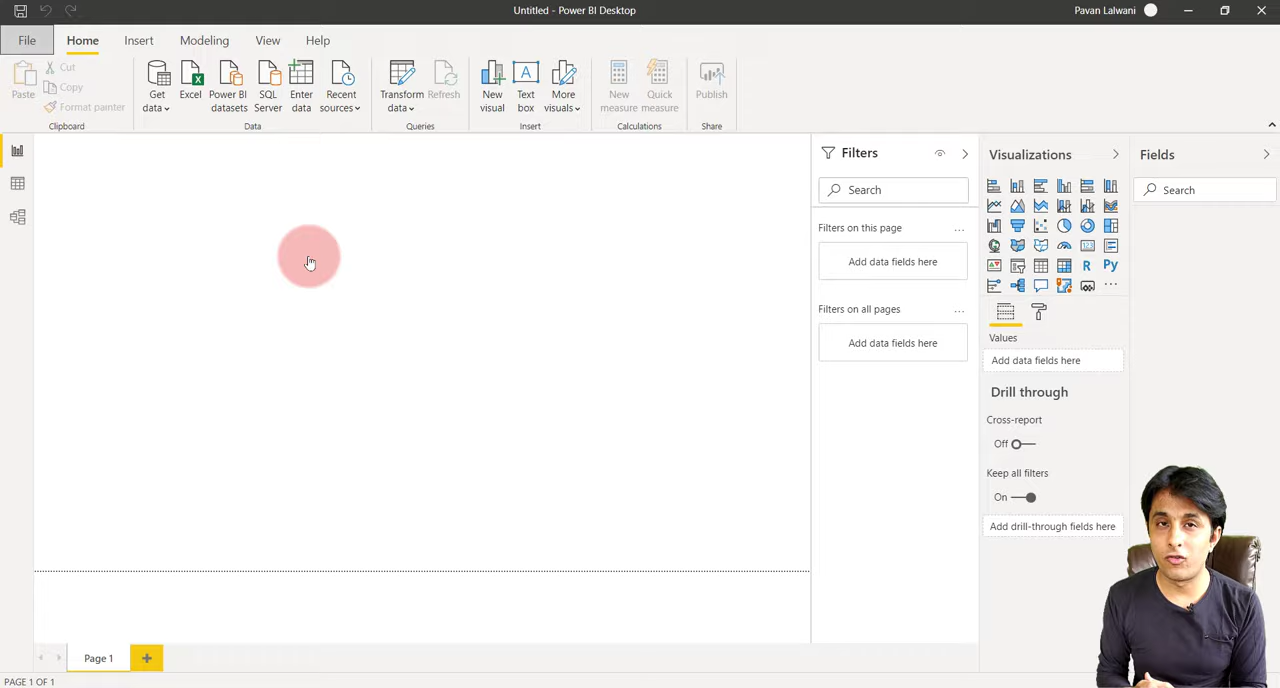 Untitled - Power BI Desktop
Pavan Lalwani
File
Home
Insert
Modeling
View
Help
Paste
Cut
Copy
Format painter
Clipboard
Get data
Excel
Power BI datasets
SQL Server
Enter data
Recent sources
Data
Transform data
Refresh
Queries
New visual
A
Text box
More visuals
Insert
New measure
Quick measure
Calculations
Publish
Share
Filters
Search
Filters on this page
...
Add data fields here
Filters on all pages
...
Add data fields here
Visualizations
123
R
Py
...
Values
Add data fields here
Drill through
Cross-report
Off
Keep all filters
On
Add drill-through fields here
Fields
Search
Page 1
PAGE 1 OF 1